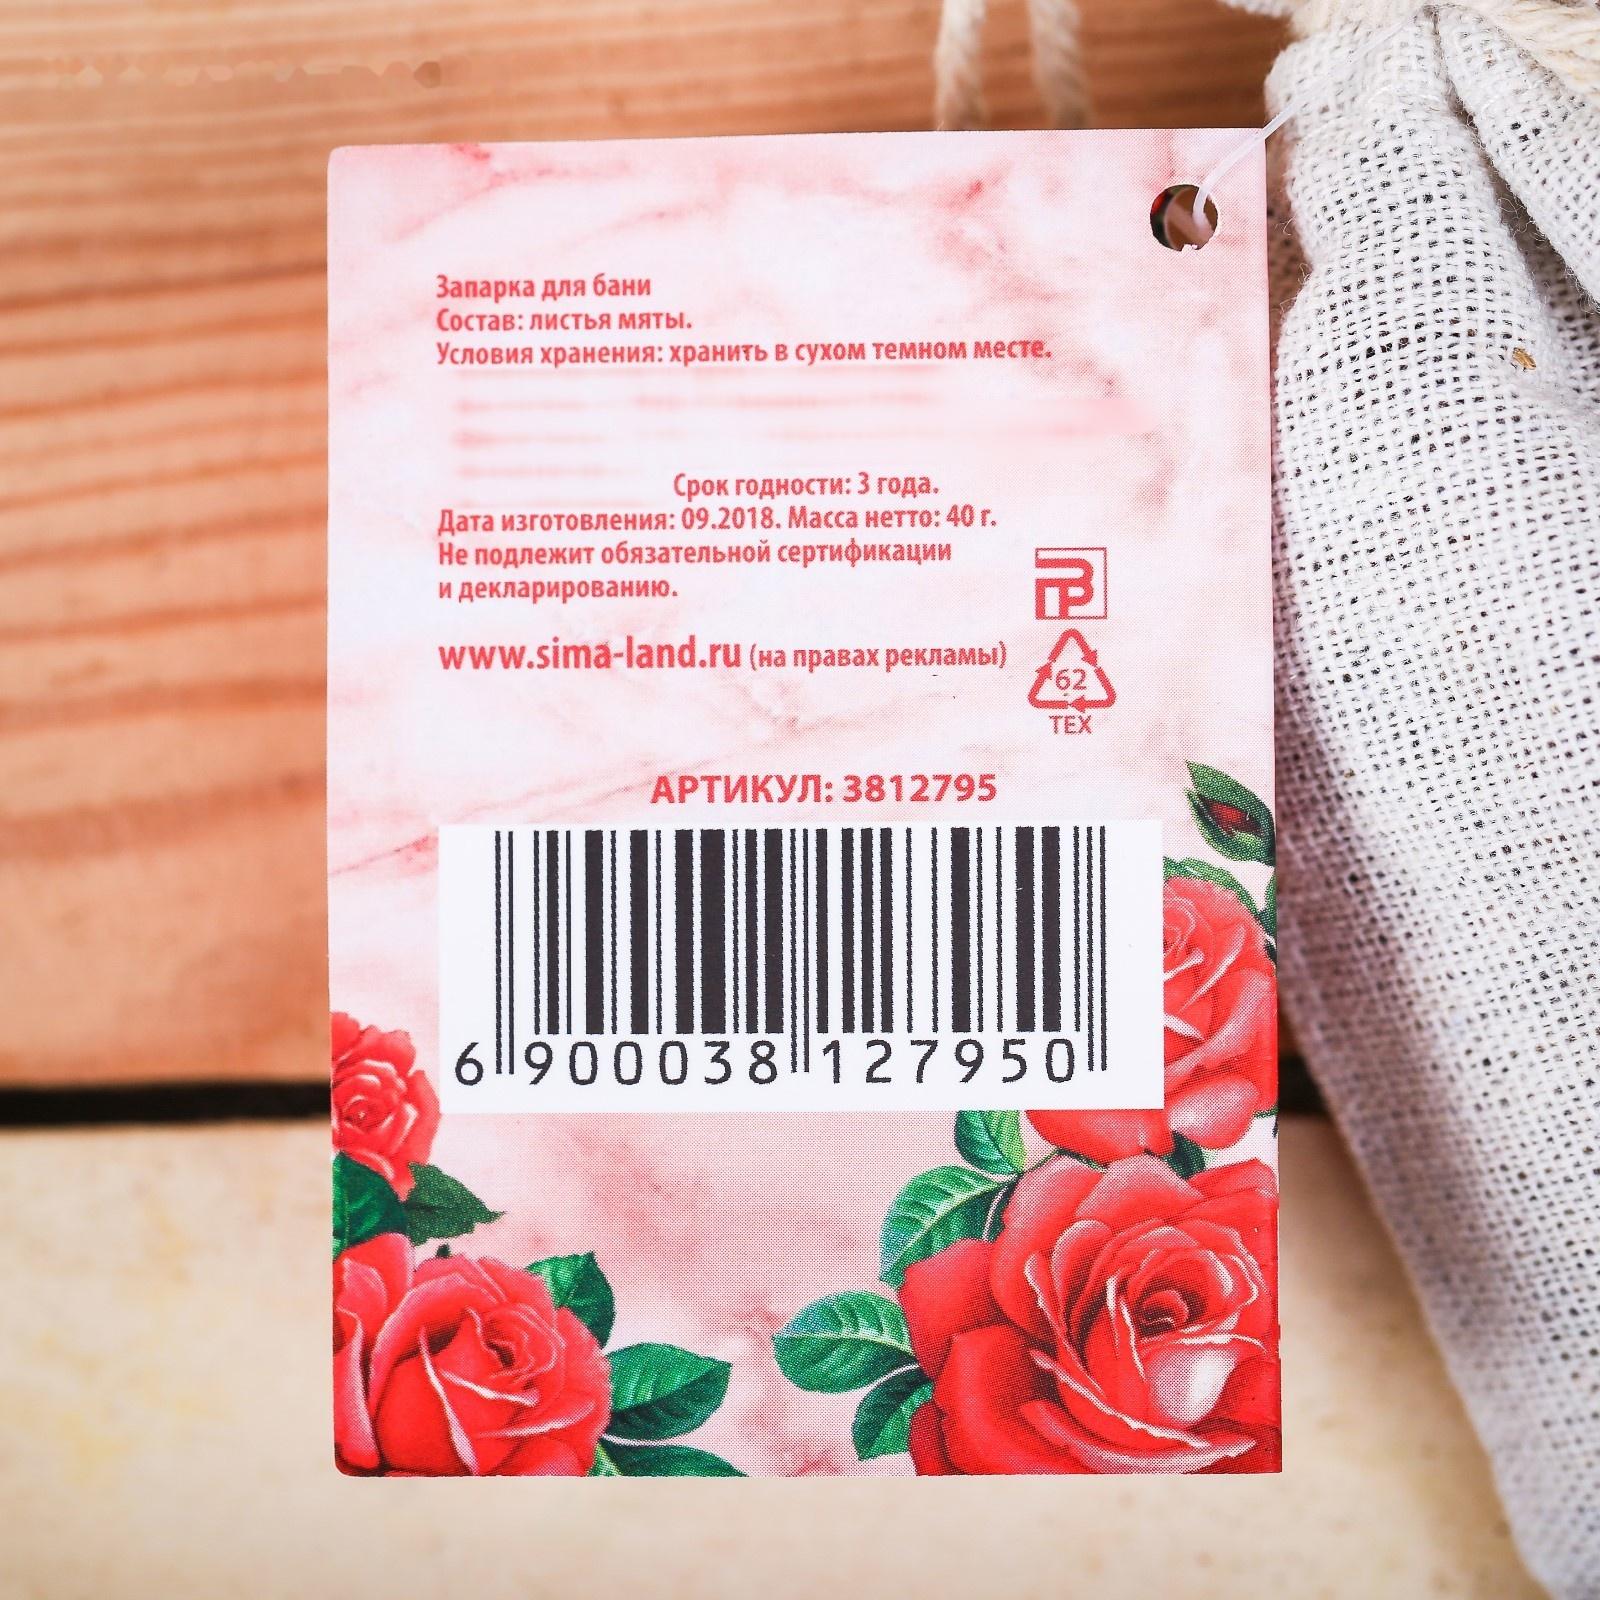 Запарка для бани
Состав: листья мяты.
Условия хранения: хранить в сухом темном месте.
Срок годности: 3 года.
Дата изготовления: 09.2018. Масса нетто: 40 г.
Не подлежит обязательной сертификации
и декларированию.
www.sima-land.ru (на правах рекламы)
РТВ
62
TEX
АРТИКУЛ: 3812795
6 900038 127950